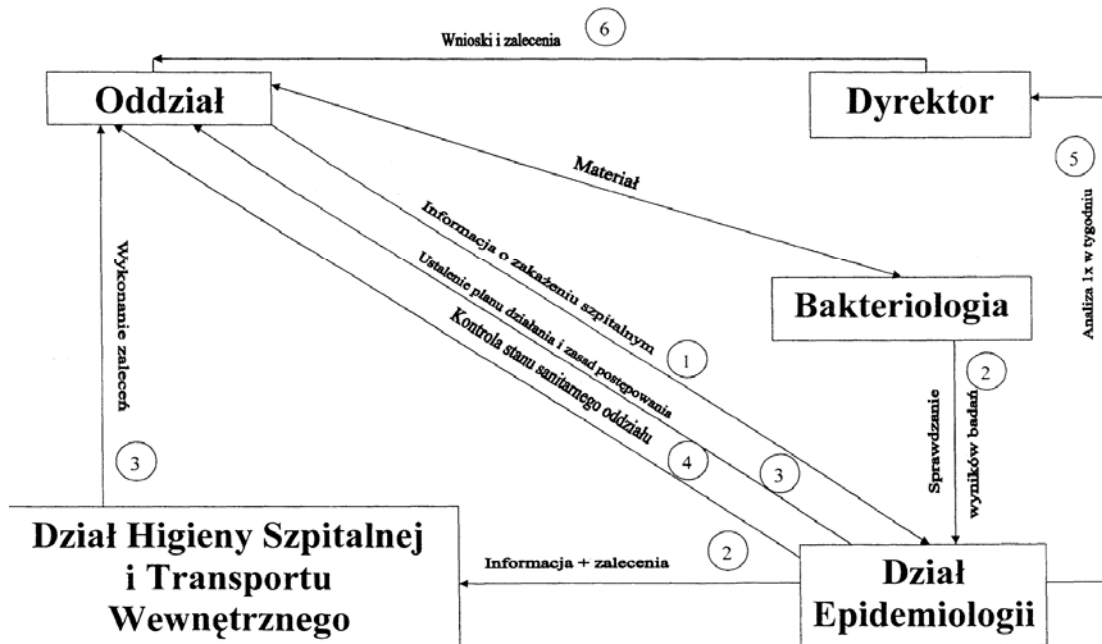 Wnioski i zalecenia
6
Oddział
Dyrektor
5
Analiza 1x w tygodniu
Materiał
Informacja o zakażeniu szpitalnym
1
Ustalenie planu działania i zasad postępowania
3
Kontrola stanu sanitarnego oddziału
4
Bakteriologia
2
Sprawdzanie
wyników badań
Wykonanie zaleceń
3
Dział Higieny Szpitalnej
i Transportu
Wewnętrznego
2
Informacja + zalecenia
Dział
Epidemiologii